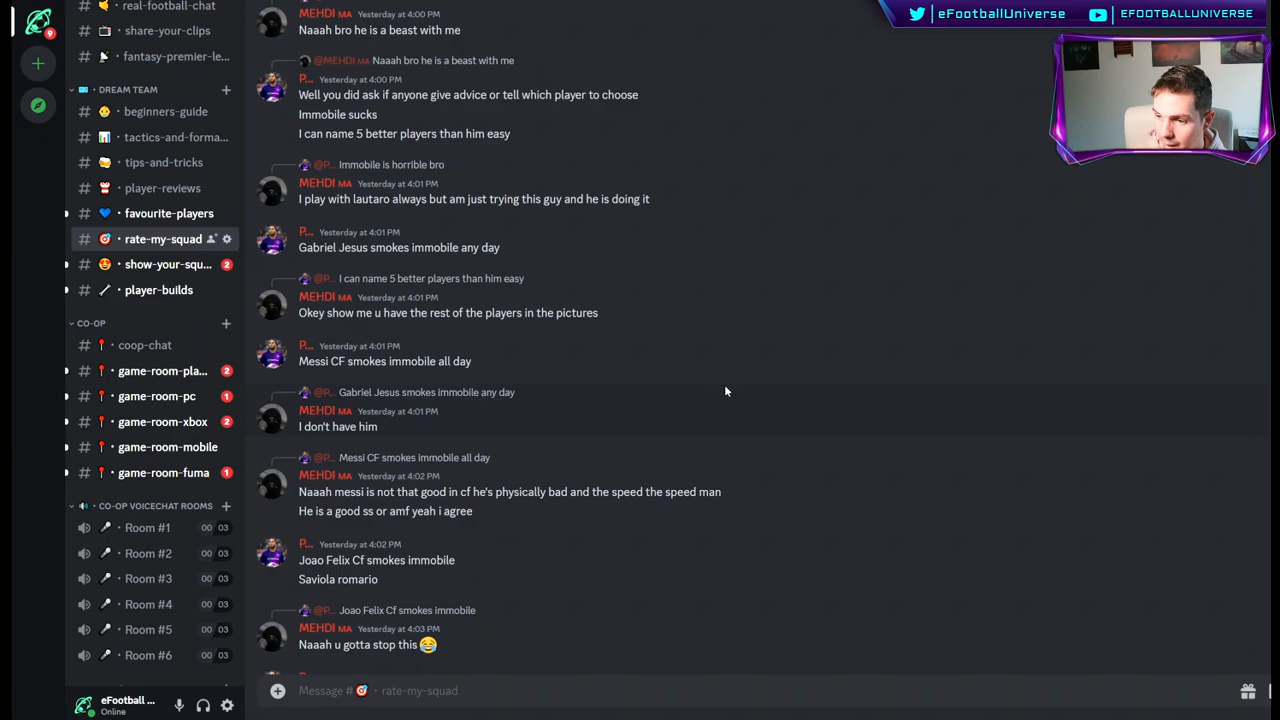 eFootballUniverse
EFOOTBALLUNIVERSE
9
# · real-football-chat
# · share-your-clips
# · fantasy-premier-le...
DREAM TEAM
# · beginners-guide
# · tactics-and-forma...
# · tips-and-tricks
# · player-reviews
# · favourite-players
# · rate-my-squad
# · show-your-squ... 2
# · player-builds
CO-OP
# · coop-chat
# · game-room-pla... 2
# · game-room-pc 1
# · game-room-xbox 2
# · game-room-mobile
# · game-room-fuma 1
CO-OP VOICECHAT ROOMS
· Room #1 00 03
· Room #2 00 03
· Room #3 00 03
· Room #4 00 03
· Room #5 00 03
· Room #6 00 03
eFootball ...
Online
MEHDI MA Yesterday at 4:00 PM
Naaah bro he is a beast with me
@MEHDI MA Naaah bro he is a beast with me
P... Yesterday at 4:00 PM
Well you did ask if anyone give advice or tell which player to choose
Immobile sucks
I can name 5 better players than him easy
@P... Immobile is horrible bro
MEHDI MA Yesterday at 4:01 PM
I play with lautaro always but am just trying this guy and he is doing it
P... Yesterday at 4:01 PM
Gabriel Jesus smokes immobile any day
@P... I can name 5 better players than him easy
MEHDI MA Yesterday at 4:01 PM
Okey show me u have the rest of the players in the pictures
P... Yesterday at 4:01 PM
Messi CF smokes immobile all day
@P... Gabriel Jesus smokes immobile any day
MEHDI MA Yesterday at 4:01 PM
I don't have him
@P... Messi CF smokes immobile all day
MEHDI MA Yesterday at 4:02 PM
Naaah messi is not that good in cf he's physically bad and the speed the speed man
He is a good ss or amf yeah i agree
P... Yesterday at 4:02 PM
Joao Felix Cf smokes immobile
Saviola romario
@P... Joao Felix Cf smokes immobile
MEHDI MA Yesterday at 4:03 PM
Naaah u gotta stop this 😂
Message # 🎯 · rate-my-squad